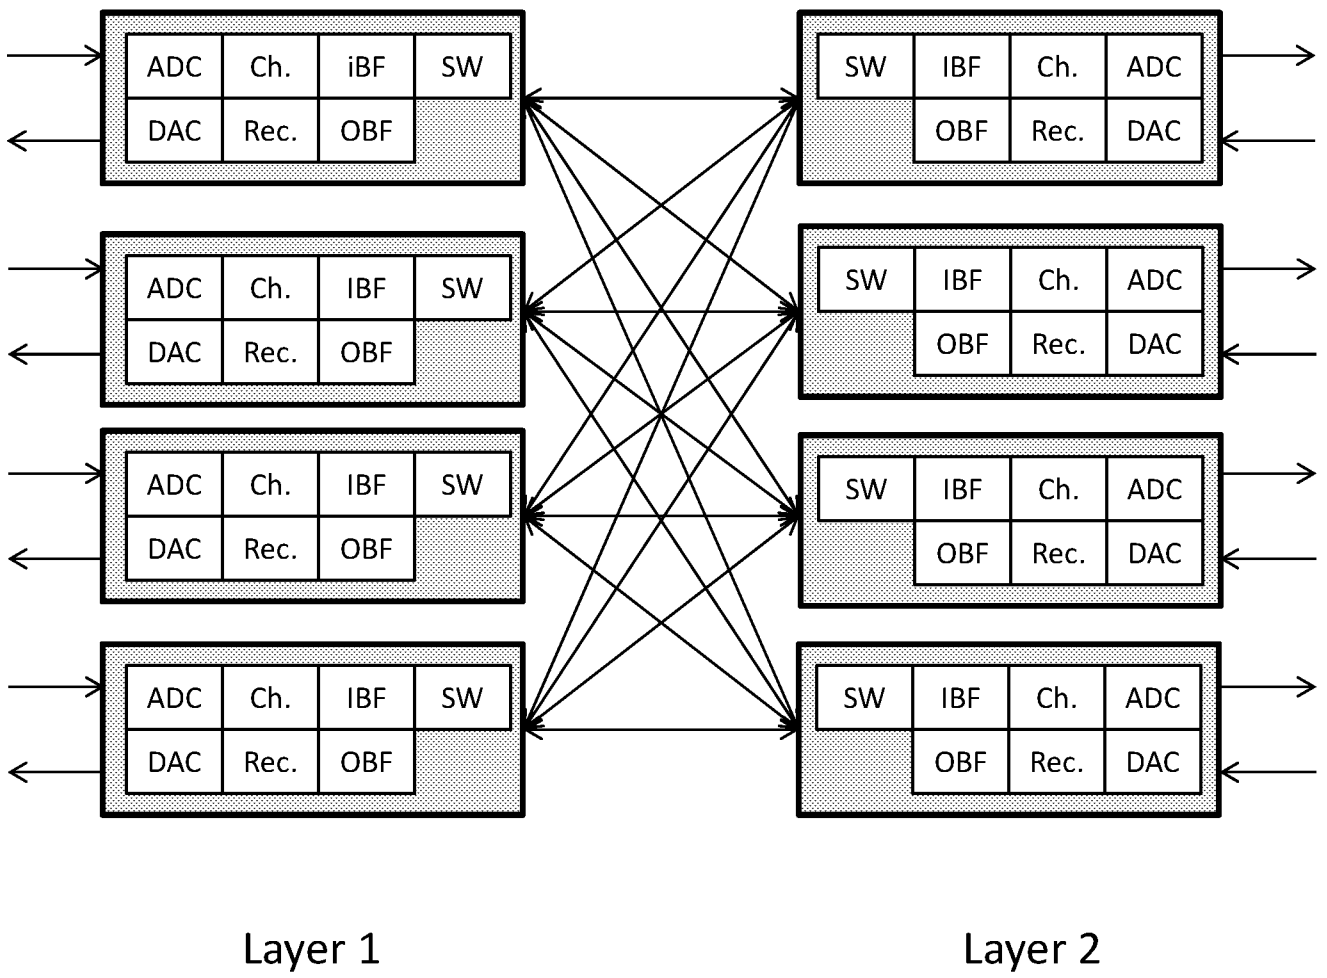 ADC Ch. iBF SW
DAC Rec. OBF
SW IBF Ch. ADC
OBF Rec. DAC
ADC Ch. IBF SW
DAC Rec. OBF
SW IBF Ch. ADC
OBF Rec. DAC
ADC Ch. IBF SW
DAC Rec. OBF
SW IBF Ch. ADC
OBF Rec. DAC
ADC Ch. IBF SW
DAC Rec. OBF
SW IBF Ch. ADC
OBF Rec. DAC
Layer 1
Layer 2